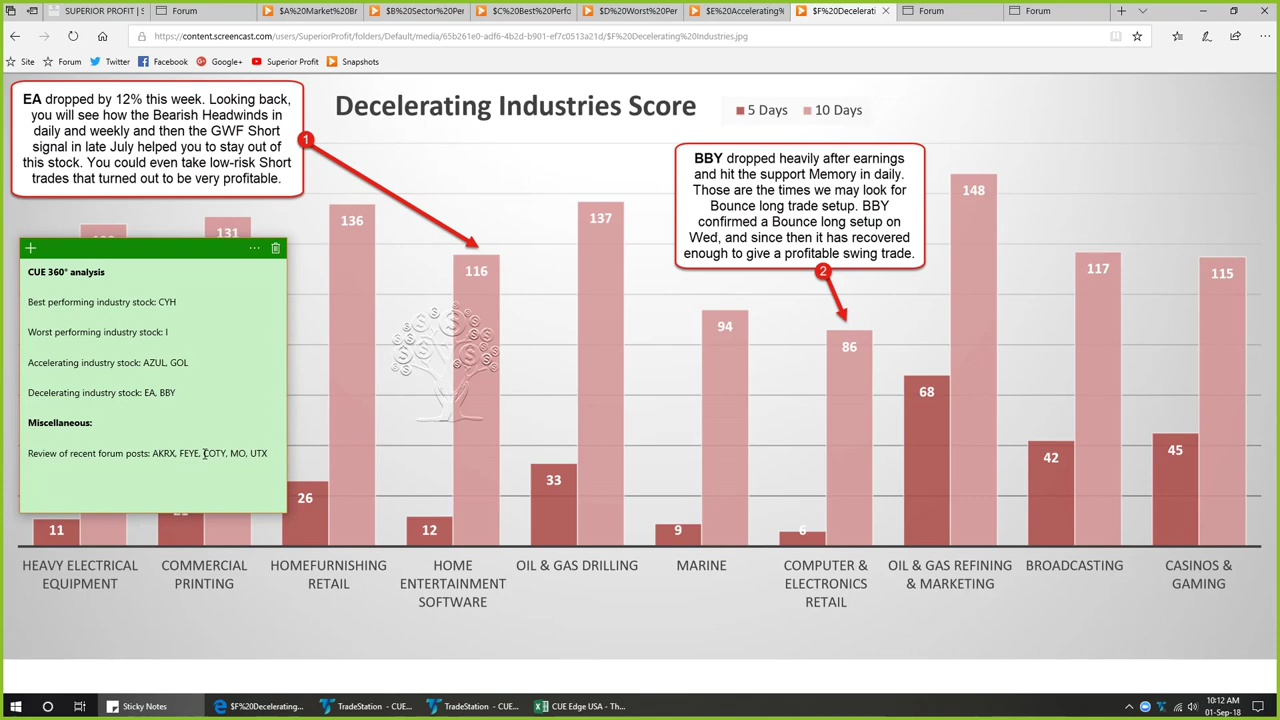 SUPERIOR PROFIT | S
Forum
$A%20Market%20Br
$B%20Sector%20Per
$C%20Best%20Perfo
$D%20Worst%20Per
$E%20Accelerating%
$F%20Decelerati
Forum
Forum
https://content.screencast.com/users/SuperiorProfit/folders/Default/media/65b261e0-adf6-4b2d-b901-ef7c0513a21d/$F%20Decelerating%20Industries.jpg
Site
Forum
Twitter
Facebook
Google+
Superior Profit
Snapshots
EA dropped by 12% this week. Looking back,
you will see how the Bearish Headwinds in
daily and weekly and then the GWF Short
signal in late July helped you to stay out of
this stock. You could even take low-risk Short
trades that turned out to be very profitable.
1
Decelerating Industries Score
5 Days
10 Days
BBY dropped heavily after earnings
and hit the support Memory in daily.
Those are the times we may look for
Bounce long trade setup. BBY
confirmed a Bounce long setup on
Wed, and since then it has recovered
enough to give a profitable swing trade.
2
CUE 360° analysis
Best performing industry stock: CYH
Worst performing industry stock: I
Accelerating industry stock: AZUL, GOL
Decelerating industry stock: EA, BBY
Miscellaneous:
Review of recent forum posts: AKRX, FEYE, COTY, MO, UTX
131
136
116
137
94
86
148
117
115
11
26
12
33
9
6
68
42
45
HEAVY ELECTRICAL
EQUIPMENT
COMMERCIAL
PRINTING
HOMEFURNISHING
RETAIL
HOME
ENTERTAINMENT
SOFTWARE
OIL & GAS DRILLING
MARINE
COMPUTER &
ELECTRONICS
RETAIL
OIL & GAS REFINING
& MARKETING
BROADCASTING
CASINOS &
GAMING
Sticky Notes
$F%20Decelerating...
TradeStation - CUE...
TradeStation - CUE...
CUE Edge USA - Th...
10:12 AM
01-Sep-18